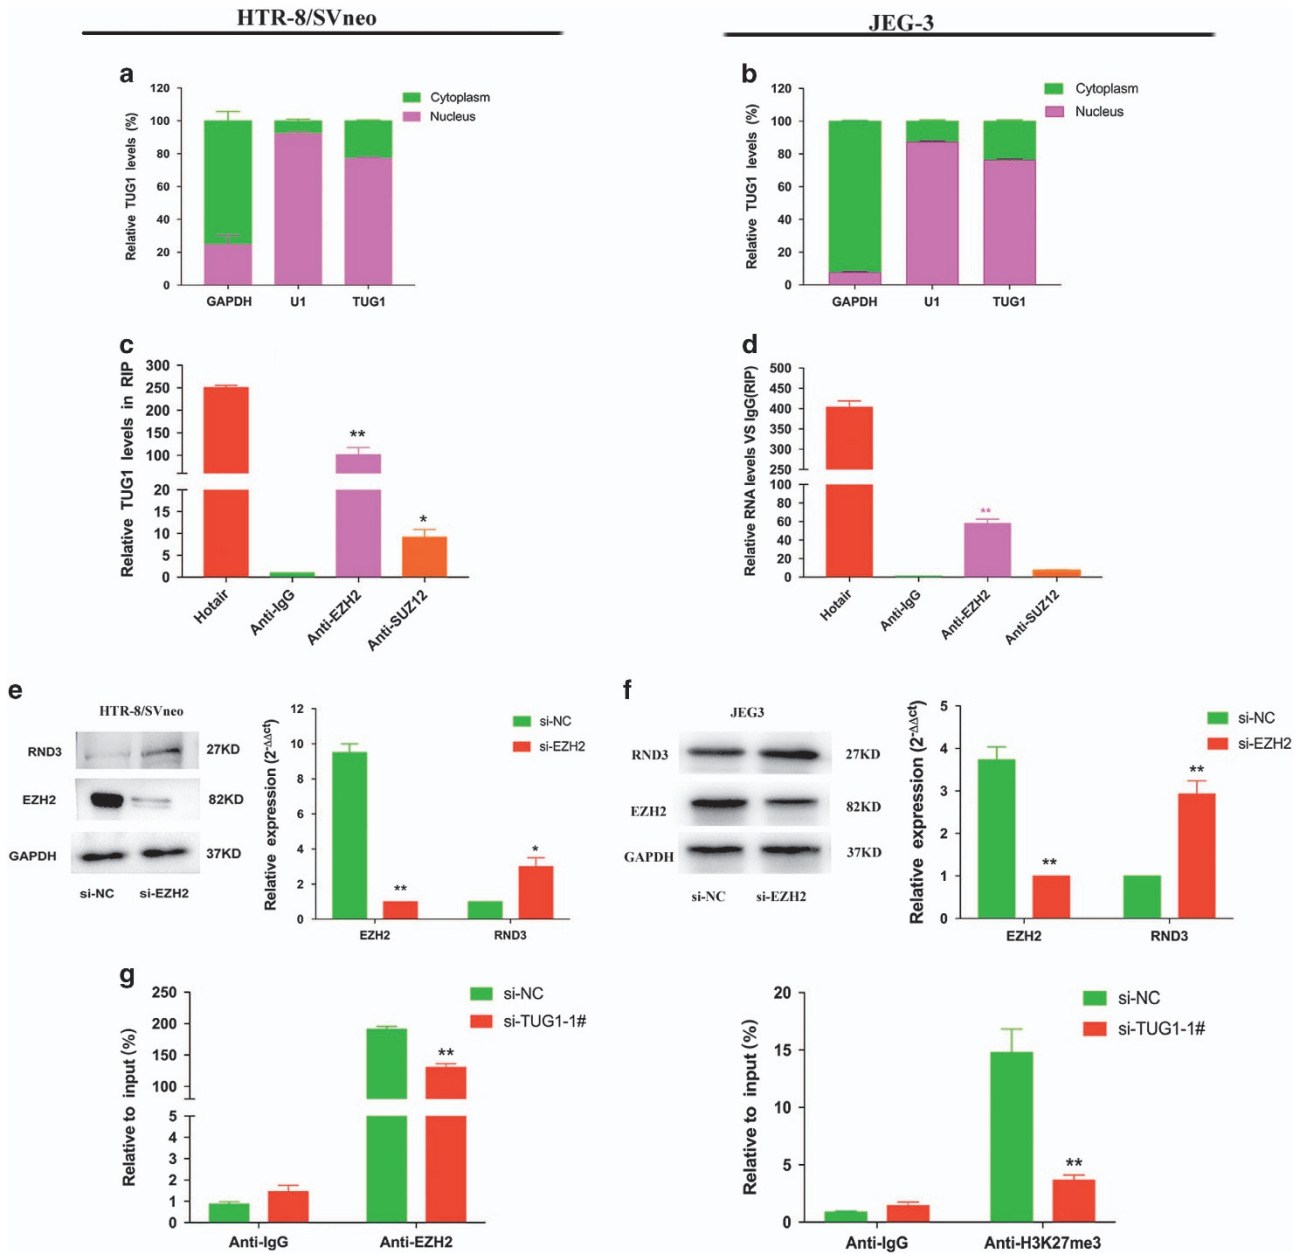 HTR-8/SVneo
JEG-3
a
Relative TUG1 levels (%)
120
100
80
60
40
20
0
GAPDH U1 TUG1
Cytoplasm
Nucleus
b
Relative TUG1 levels (%)
120
100
80
60
40
20
0
GAPDH U1 TUG1
Cytoplasm
Nucleus
c
Relative TUG1 levels in RIP
300
250
200
150
100
50
20
15
10
5
0
**
*
Hotair Anti-IgG Anti-EZH2 Anti-SUZ12
d
Relative RNA levels VS IgG(RIP)
500
450
400
350
300
250
100
80
60
40
20
0
**
Hotair Anti-IgG Anti-EZH2 Anti-SUZ12
e
HTR-8/SVneo
RND3 27KD
EZH2 82KD
GAPDH 37KD
si-NC si-EZH2
Relative expression (2-ΔΔct)
12
10
8
6
4
2
0
**
*
EZH2 RND3
si-NC
si-EZH2
f
JEG3
RND3 27KD
EZH2 82KD
GAPDH 37KD
si-NC si-EZH2
Relative expression (2-ΔΔct)
5
4
3
2
1
0
**
**
EZH2 RND3
si-NC
si-EZH2
g
Relative to input (%)
250
200
150
100
5
4
3
2
1
0
**
Anti-IgG Anti-EZH2
si-NC
si-TUG1-1#
Relative to input (%)
20
15
10
5
0
**
Anti-IgG Anti-H3K27me3
si-NC
si-TUG1-1#